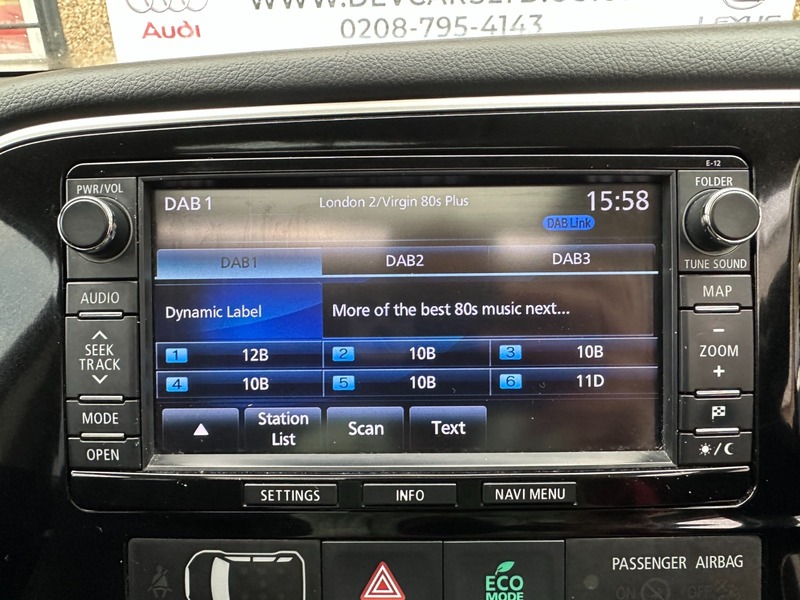 Audi
0208-795-4143
LEXUS
E-12
PWR/VOL
FOLDER
DAB 1
London 2/Virgin 80s Plus
15:58
DAB Link
TUNE SOUND
DAB1
DAB2
DAB3
AUDIO
MAP
Dynamic Label
More of the best 80s music next...
SEEK
TRACK
ZOOM
1 12B
2 10B
3 10B
4 10B
5 10B
6 11D
MODE
Station
List
Scan
Text
OPEN
SETTINGS
INFO
NAVI MENU
ECO
MODE
PASSENGER AIRBAG
ON
OFF